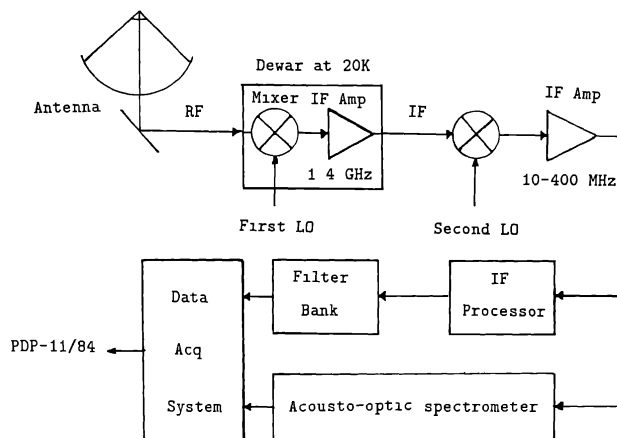 Dewar at 20K
Antenna
RF
Mixer
IF Amp
IF
IF Amp
1 4 GHz
10-400 MHz
First LO
Second LO
Filter
Bank
IF
Processor
Data
Acq
System
PDP-11/84
Acousto-optic spectrometer